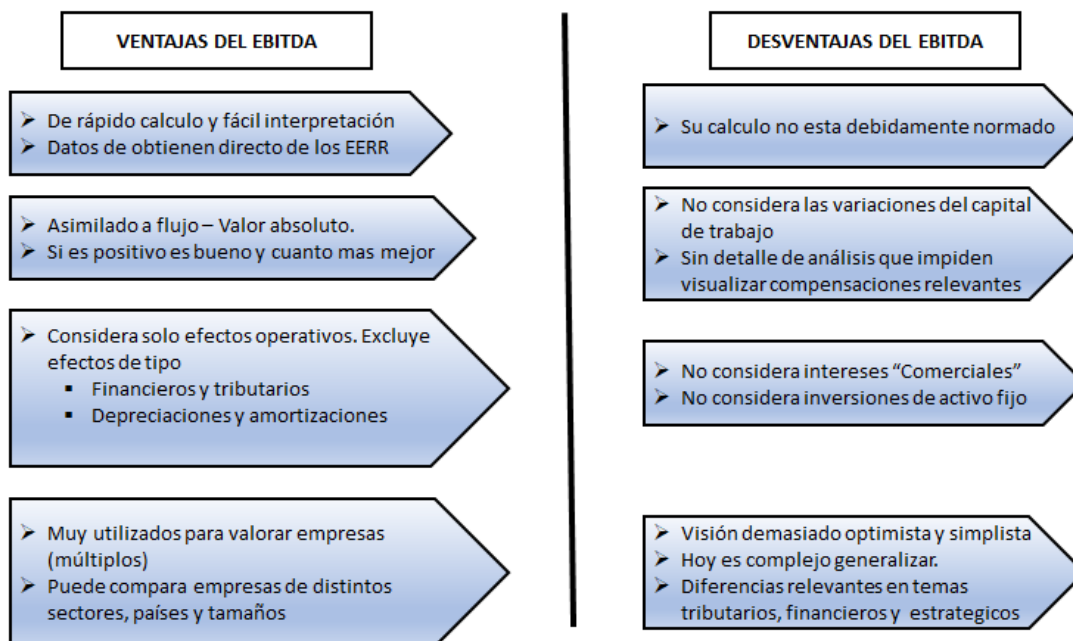 VENTAJAS DEL EBITDA
De rápido calculo y fácil interpretación
Datos de obtienen directo de los EERR
Asimilado a flujo – Valor absoluto.
Si es positivo es bueno y cuanto mas mejor
Considera solo efectos operativos. Excluye
efectos de tipo
Financieros y tributarios
Depreciaciones y amortizaciones
Muy utilizados para valorar empresas
(múltiplos)
Puede compara empresas de distintos
sectores, países y tamaños
DESVENTAJAS DEL EBITDA
Su calculo no esta debidamente normado
No considera las variaciones del capital
de trabajo
Sin detalle de análisis que impiden
visualizar compensaciones relevantes
No considera intereses “Comerciales”
No considera inversiones de activo fijo
Visión demasiado optimista y simplista
Hoy es complejo generalizar.
Diferencias relevantes en temas
tributarios, financieros y estrategicos